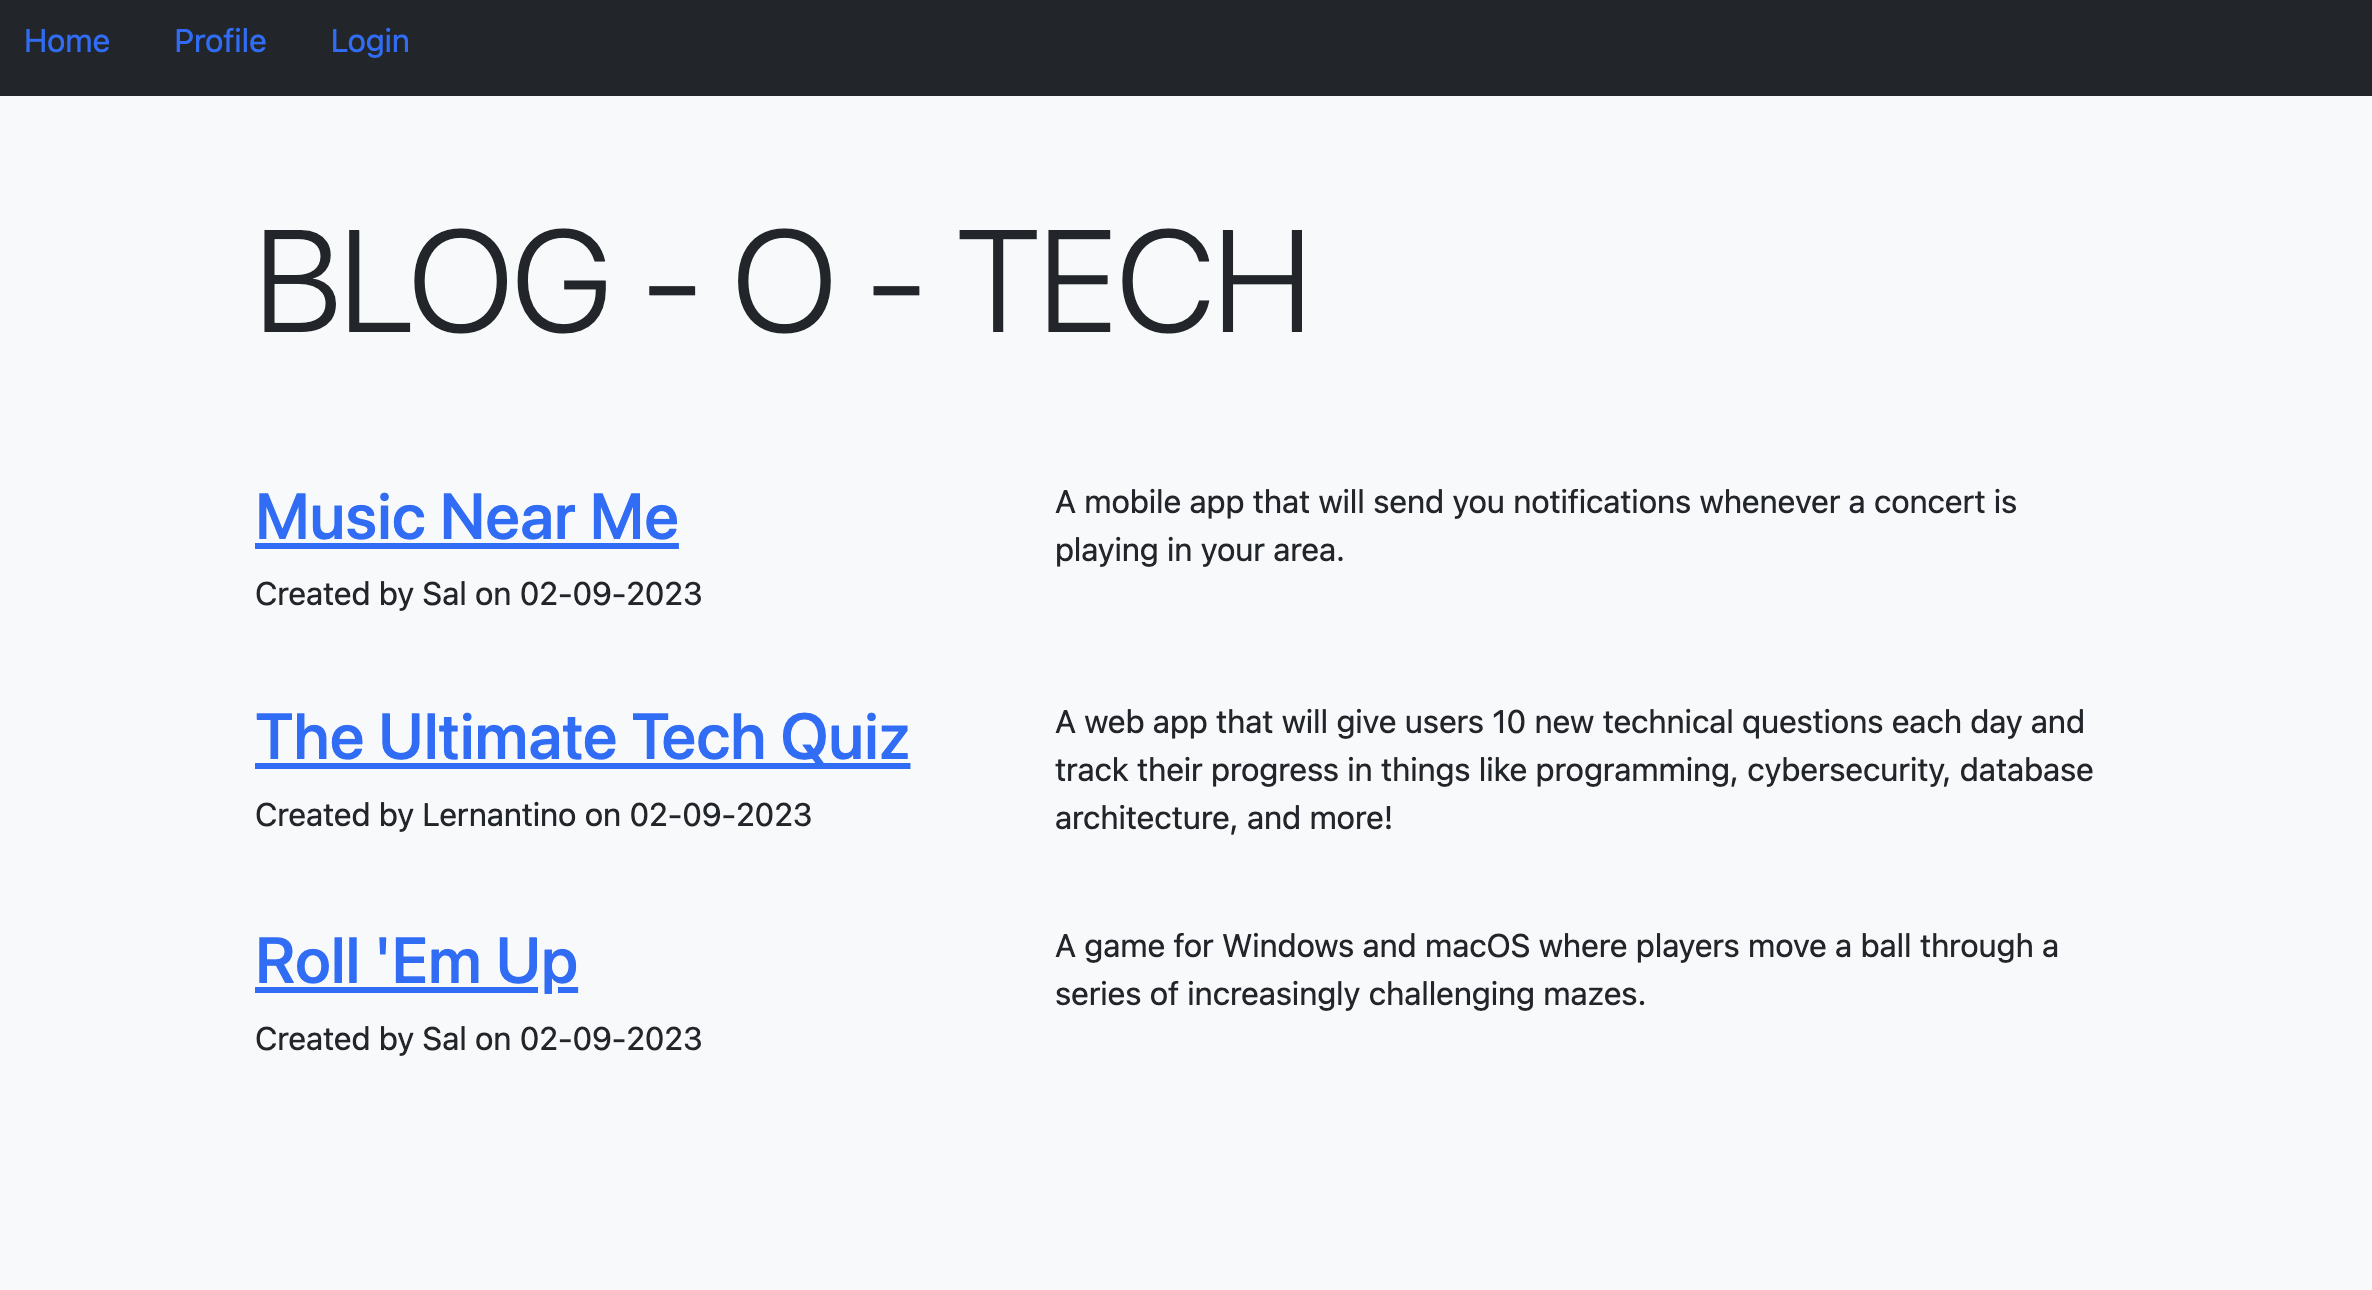 Home Profile Login
BLOG - O - TECH
Music Near Me
Created by Sal on 02-09-2023
A mobile app that will send you notifications whenever a concert is
playing in your area.
The Ultimate Tech Quiz
Created by Lernantino on 02-09-2023
A web app that will give users 10 new technical questions each day and
track their progress in things like programming, cybersecurity, database
architecture, and more!
Roll 'Em Up
Created by Sal on 02-09-2023
A game for Windows and macOS where players move a ball through a
series of increasingly challenging mazes.